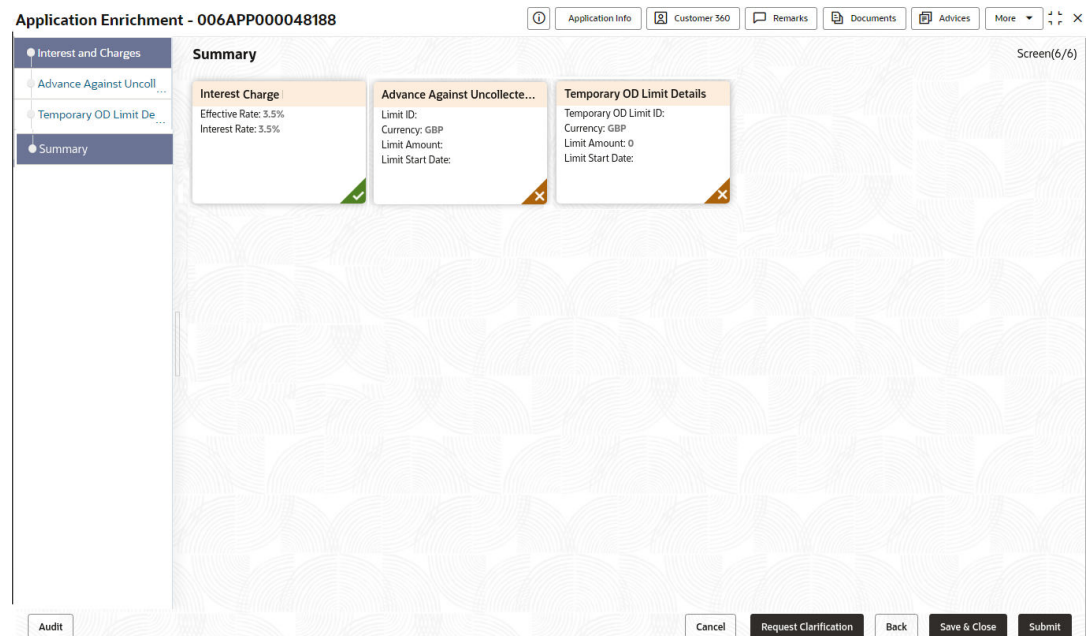 Application Enrichment - 006APP000048188
Application Info
Customer 360
Remarks
Documents
Advices
More
Interest and Charges
Advance Against Uncoll...
Temporary OD Limit De...
Summary
Summary
Screen(6/6)
Interest Charge
Effective Rate: 3.5%
Interest Rate: 3.5%
Advance Against Uncollecte...
Limit ID:
Currency: GBP
Limit Amount:
Limit Start Date:
Temporary OD Limit Details
Temporary OD Limit ID:
Currency: GBP
Limit Amount: 0
Limit Start Date:
Audit
Cancel
Request Clarification
Back
Save & Close
Submit